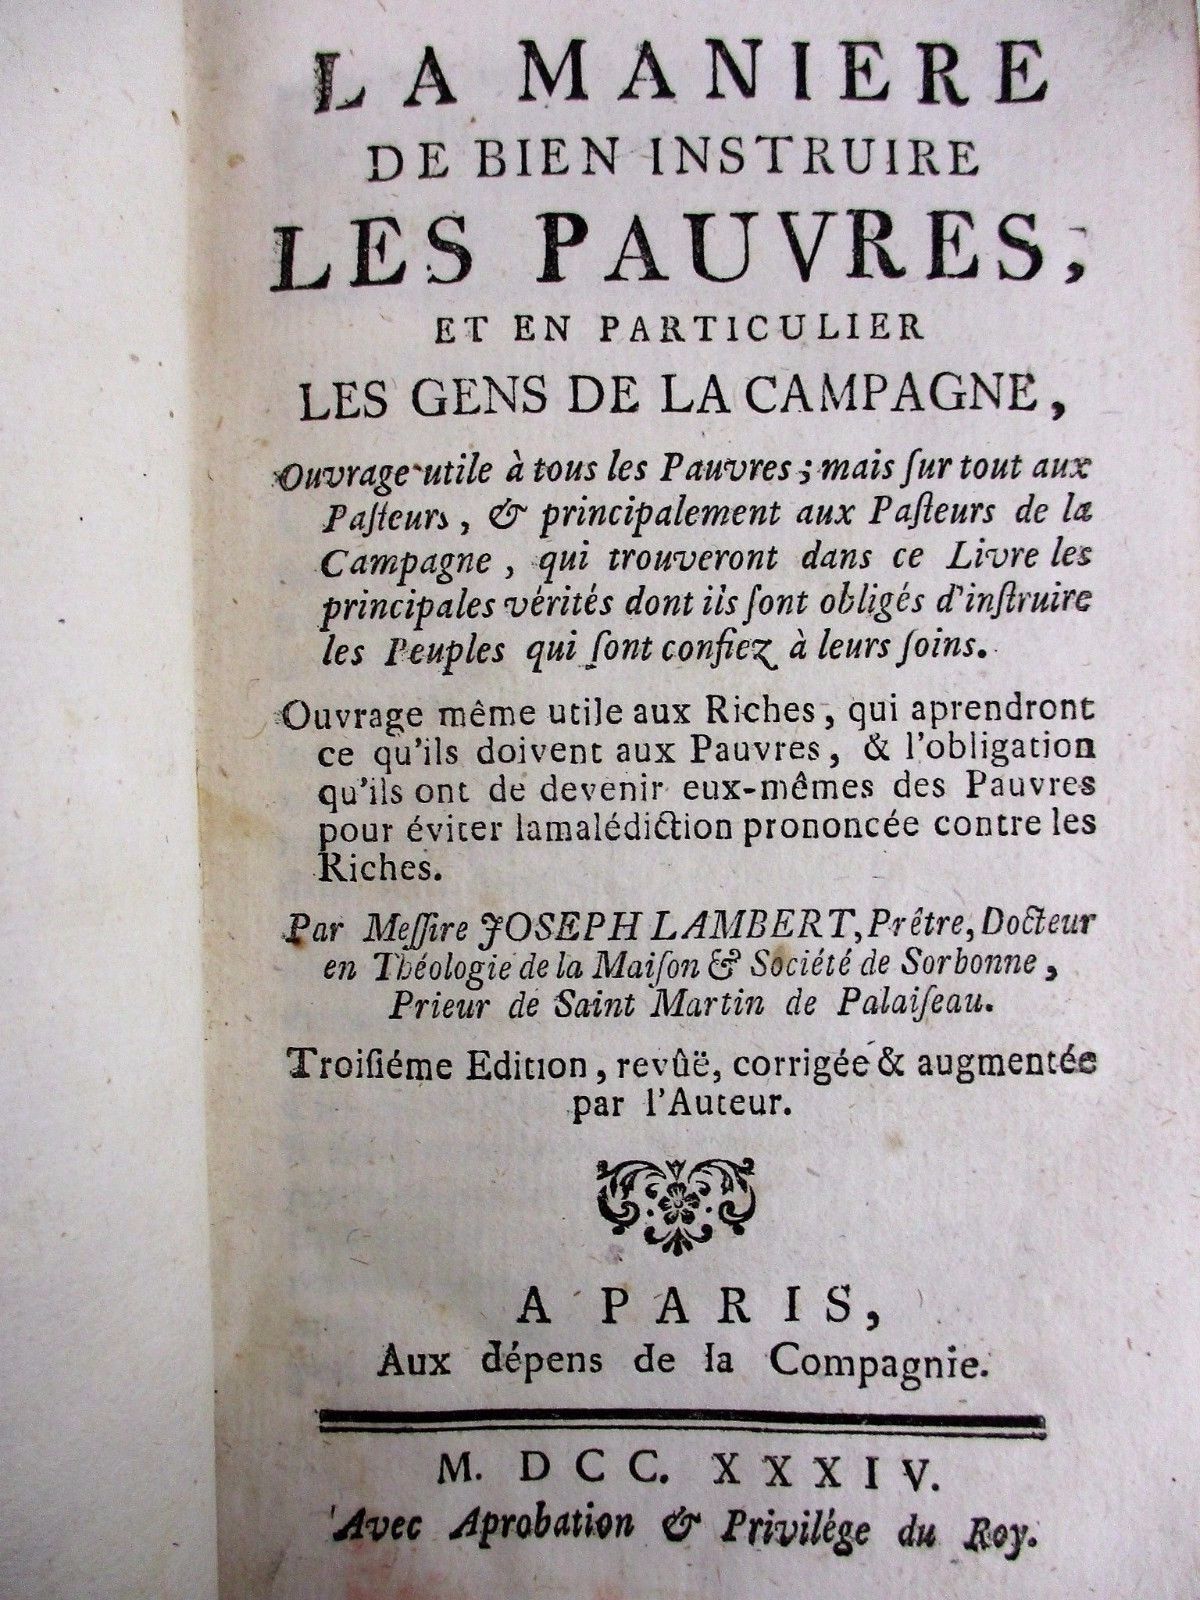 LA MANIERE
DE BIEN INSTRUIRE
LES PAUVRES,
ET EN PARTICULIER
LES GENS DE LA CAMPAGNE,
Ouvrage utile à tous les Pauvres ; mais ſur tout aux
Paſteurs, & principalement aux Paſteurs de la
Campagne, qui trouveront dans ce Livre les
principales vérités dont ils ſont obligés d'inſtruire
les Peuples qui ſont confiez à leurs ſoins.
Ouvrage même utile aux Riches, qui aprendront
ce qu'ils doivent aux Pauvres, & l'obligation
qu'ils ont de devenir eux-mêmes des Pauvres
pour éviter lamalédiction prononcée contre les
Riches.
Par Meſſire JOSEPH LAMBERT, Prêtre, Docteur
en Théologie de la Maiſon & Société de Sorbonne,
Prieur de Saint Martin de Palaiſeau.
Troiſiéme Edition, revûë, corrigée & augmentée
par l'Auteur.
A PARIS,
Aux dépens de la Compagnie.
M. DCC. XXXIV.
Avec Aprobation & Privilége du Roy.